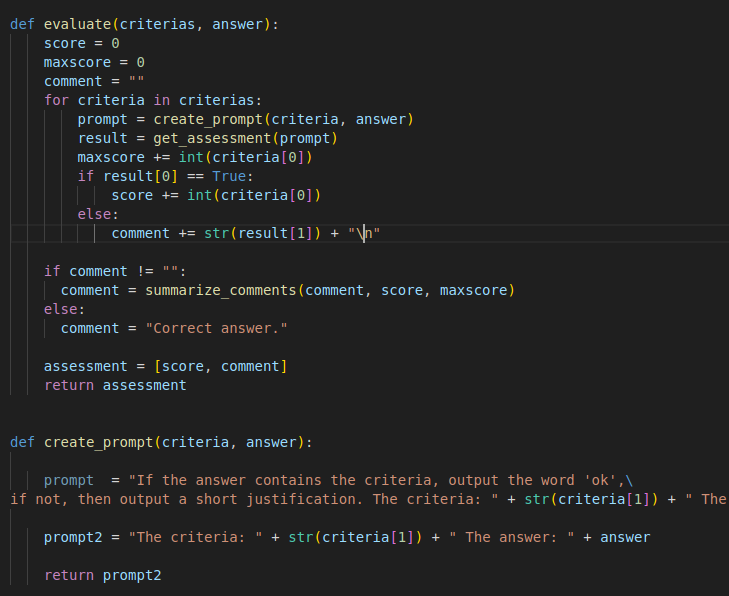 def evaluate(criterias, answer):
    score = 0
    maxscore = 0
    comment = ""
    for criteria in criterias:
        prompt = create_prompt(criteria, answer)
        result = get_assessment(prompt)
        maxscore += int(criteria[0])
        if result[0] == True:
            score += int(criteria[0])
        else:
            comment += str(result[1]) + "\n"
    if comment != "":
      comment = summarize_comments(comment, score, maxscore)
    else:
      comment = "Correct answer."
    assessment = [score, comment]
    return assessment
def create_prompt(criteria, answer):
    prompt  = "If the answer contains the criteria, output the word 'ok',\
if not, then output a short justification. The criteria: " + str(criteria[1]) + " The
    prompt2 = "The criteria: " + str(criteria[1]) + " The answer: " + answer
    return prompt2